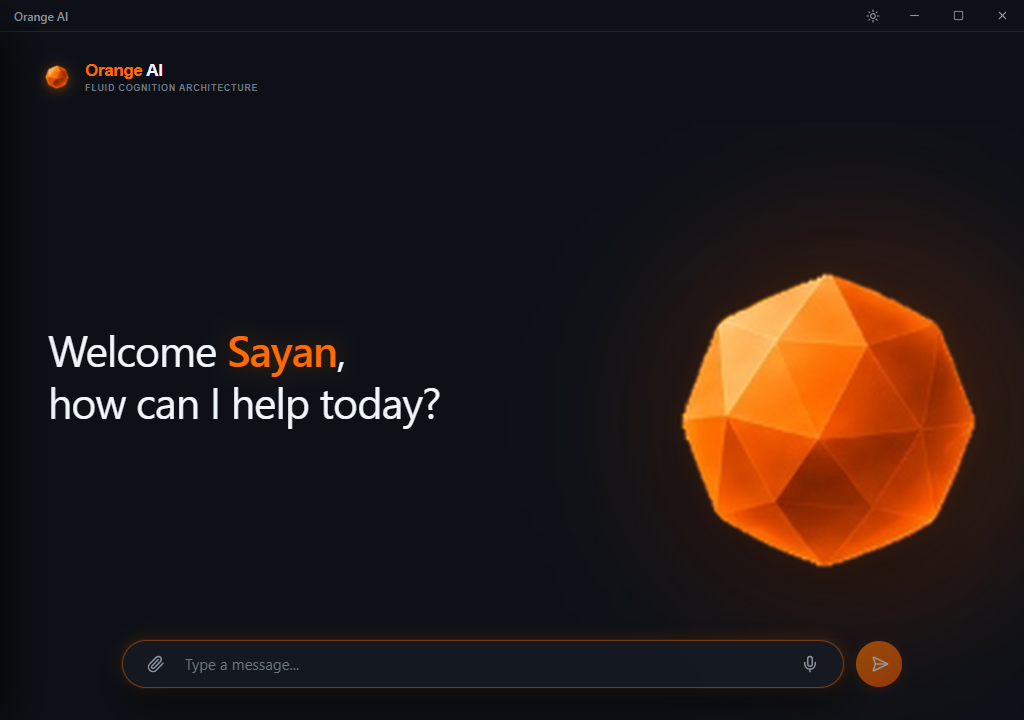 Orange AI
Orange AI
FLUID COGNITION ARCHITECTURE
Welcome Sayan,
how can I help today?
Type a message...